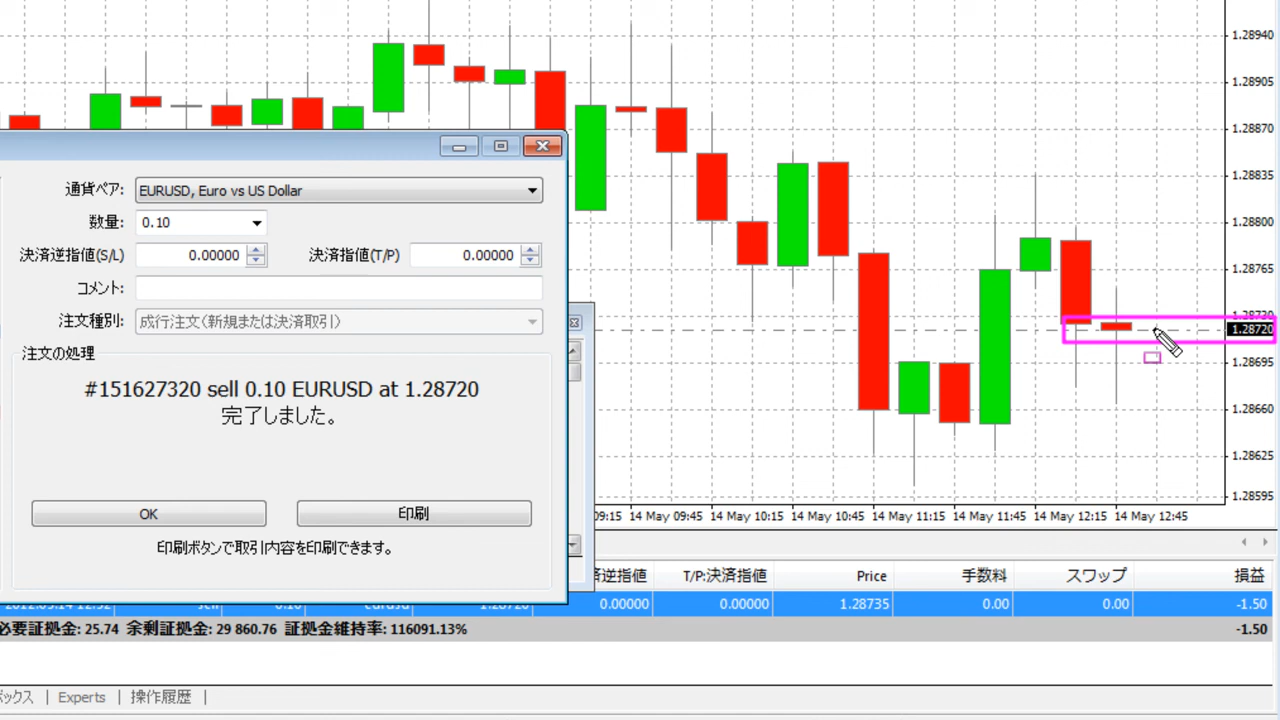 1.28940
1.28905
1.28870
1.28835
1.28800
1.28765
1.28730
1.28720
1.28695
1.28660
1.28625
1.28595
通貨ペア: EURUSD, Euro vs US Dollar
数量: 0.10
決済逆指値(S/L) 0.00000 決済指値(T/P) 0.00000
コメント:
注文種別: 成行注文(新規または決済取引)
注文の処理
#151627320 sell 0.10 EURUSD at 1.28720
完了しました。
OK 印刷
印刷ボタンで取引内容を印刷できます。
09:15 14 May 09:45 14 May 10:15 14 May 10:45 14 May 11:15 14 May 11:45 14 May 12:15 14 May 12:45
済逆指値 T/P:決済指値 Price 手数料 スワップ 損益
0.00000 0.00000 1.28735 0.00 0.00 -1.50
必要証拠金: 25.74 余剰証拠金: 29 860.76 証拠金維持率: 116091.13% -1.50
ボックス | Experts | 操作履歴 |